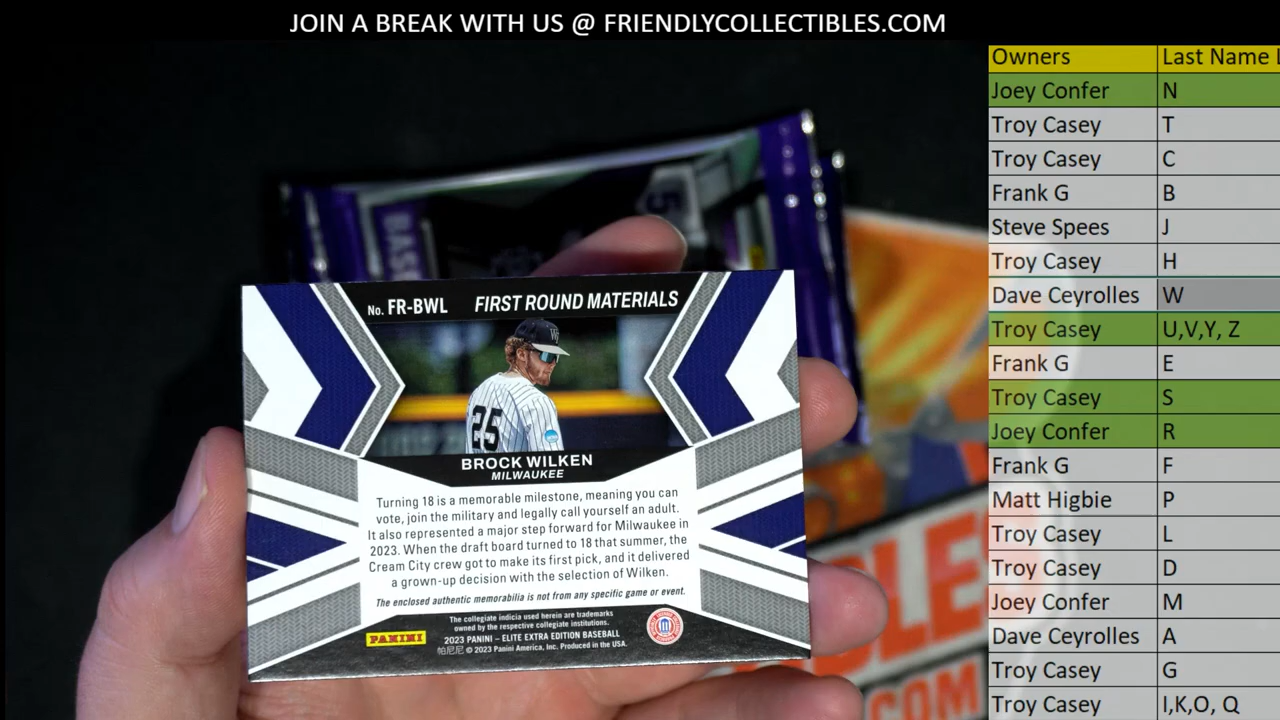 JOIN A BREAK WITH US @ FRIENDLYCOLLECTIBLES.COM
Owners Last Name
Joey Confer N
Troy Casey T
Troy Casey C
Frank G B
Steve Spees J
Troy Casey H
Dave Ceyrolles W
Troy Casey U,V,Y, Z
Frank G E
Troy Casey S
Joey Confer R
Frank G F
Matt Higbie P
Troy Casey L
Troy Casey D
Joey Confer M
Dave Ceyrolles A
Troy Casey G
Troy Casey I,K,O, Q
No. FR-BWL FIRST ROUND MATERIALS
25
BROCK WILKEN
MILWAUKEE
Turning 18 is a memorable milestone, meaning you can
vote, join the military and legally call yourself an adult.
It also represented a major step forward for Milwaukee in
2023. When the draft board turned to 18 that summer, the
Cream City crew got to make its first pick, and it delivered
a grown-up decision with the selection of Wilken.
The enclosed authentic memorabilia is not from any specific game or event.
The collegiate indicia used herein are trademarks
owned by the respective collegiate institutions.
PANINI
2023 PANINI – ELITE EXTRA EDITION BASEBALL
帕尼尼 © 2023 Panini America, Inc. Produced in the USA.
.COM